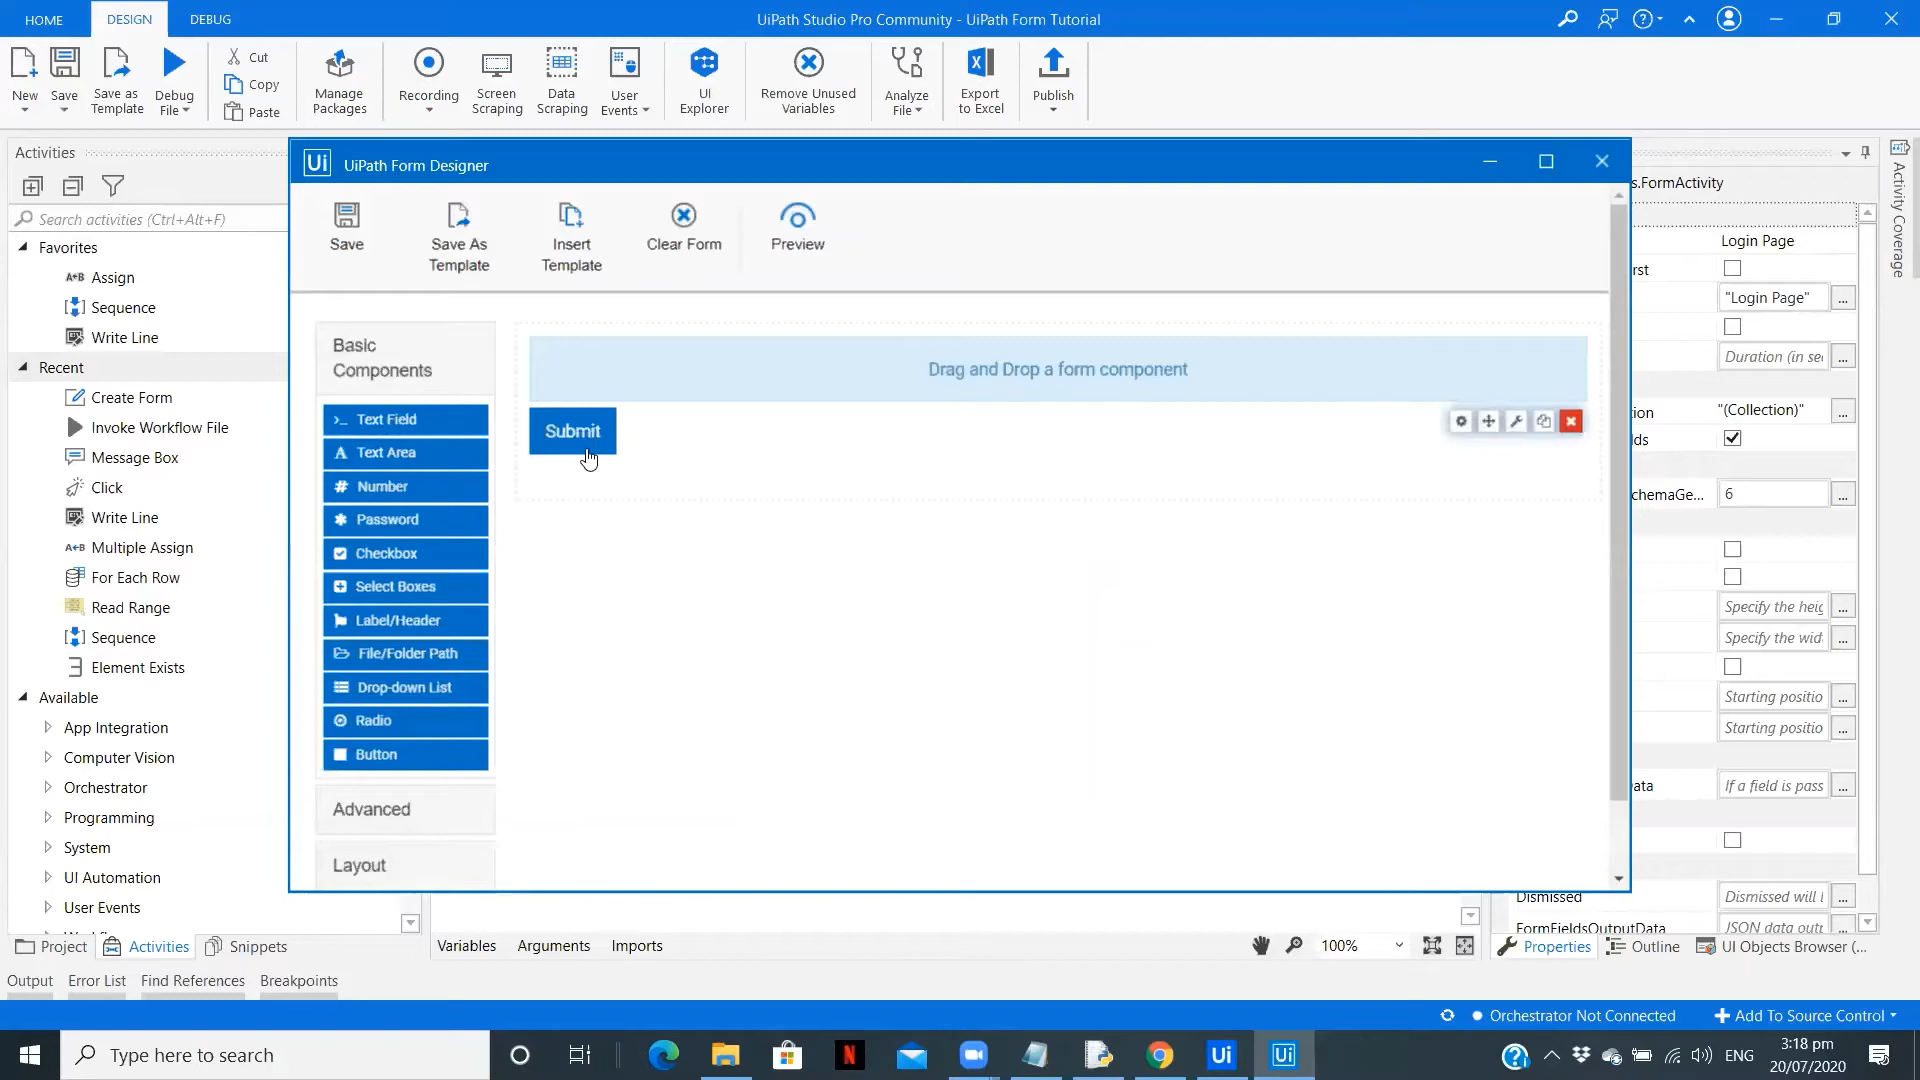 HOME
DESIGN
DEBUG
UiPath Studio Pro Community - UiPath Form Tutorial
New
Save
Save as Template
Debug File
Cut
Copy
Paste
Manage Packages
Recording
Screen Scraping
Data Scraping
User Events
UI Explorer
Remove Unused Variables
Analyze File
Export to Excel
Publish
Activities
Search activities (Ctrl+Alt+F)
Favorites
Assign
Sequence
Write Line
Recent
Create Form
Invoke Workflow File
Message Box
Click
Write Line
Multiple Assign
For Each Row
Read Range
Sequence
Element Exists
Available
App Integration
Computer Vision
Orchestrator
Programming
System
UI Automation
User Events
Project
Activities
Snippets
Ui UiPath Form Designer
Save
Save As Template
Insert Template
Clear Form
Preview
Basic Components
Text Field
Text Area
Number
Password
Checkbox
Select Boxes
Label/Header
File/Folder Path
Drop-down List
Radio
Button
Advanced
Layout
Drag and Drop a form component
Submit
s.FormActivity
Login Page
rst
"Login Page"
Duration (in se
ion
"(Collection)"
lds
chemaGe...
6
Specify the heig
Specify the wid
Starting positio
Starting positio
ata
If a field is pass
Dismissed
Dismissed will l
FormFieldsOutputData
JSON data out
Activity Coverage
Variables
Arguments
Imports
100%
Properties
Outline
UI Objects Browser (...
Output
Error List
Find References
Breakpoints
Orchestrator Not Connected
Add To Source Control
Type here to search
N
Ui
Ui
ENG
3:18 pm
20/07/2020